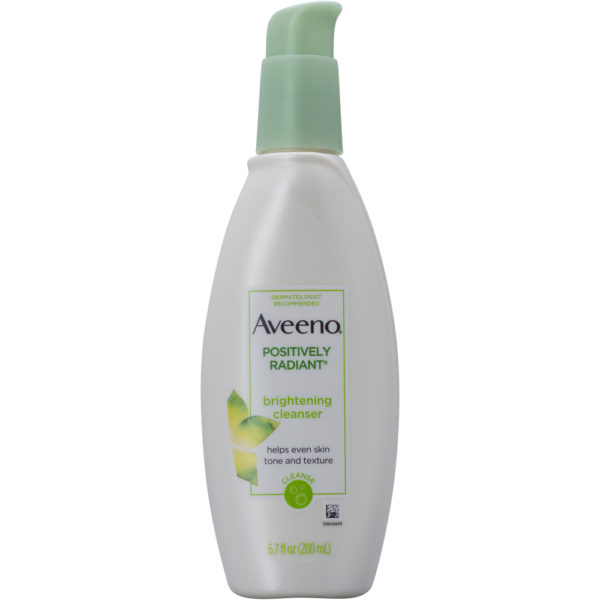 DERMATOLOGIST
RECOMMENDED
Aveeno®
POSITIVELY
RADIANT®
brightening
cleanser
helps even skin
tone and texture
CLEANSE
6.7 fl oz (200 mL)